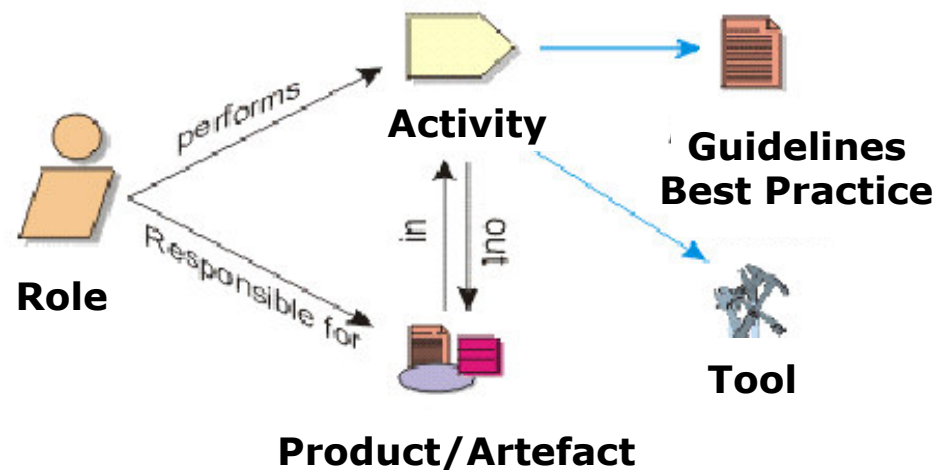 performs
Activity
Guidelines
Best Practice
in
out
Responsible for
Role
Tool
Product/Artefact